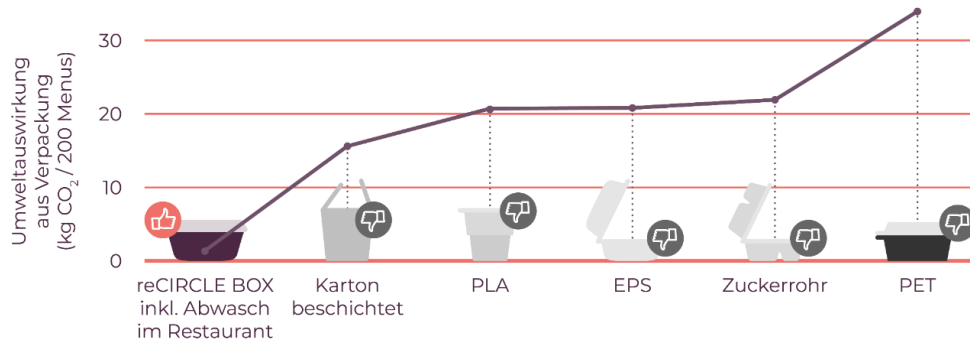 Umweltauswirkung
aus Verpackung
(kg CO₂ / 200 Menus)
30
20
10
0
reCIRCLE BOX
inkl. Abwasch
im Restaurant
Karton
beschichtet
PLA
EPS
Zuckerrohr
PET